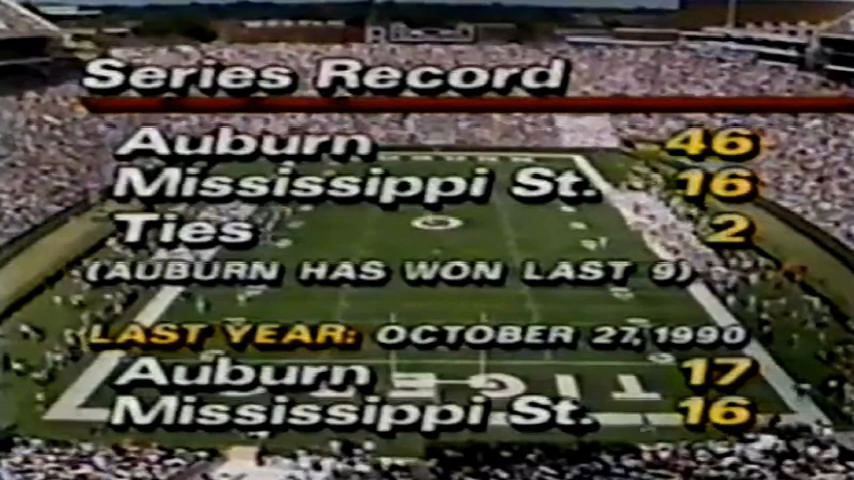 Series Record
Auburn 46
Mississippi St. 16
Ties 2
(AUBURN HAS WON LAST 9)
LAST YEAR: OCTOBER 27, 1990
Auburn 17
Mississippi St. 16